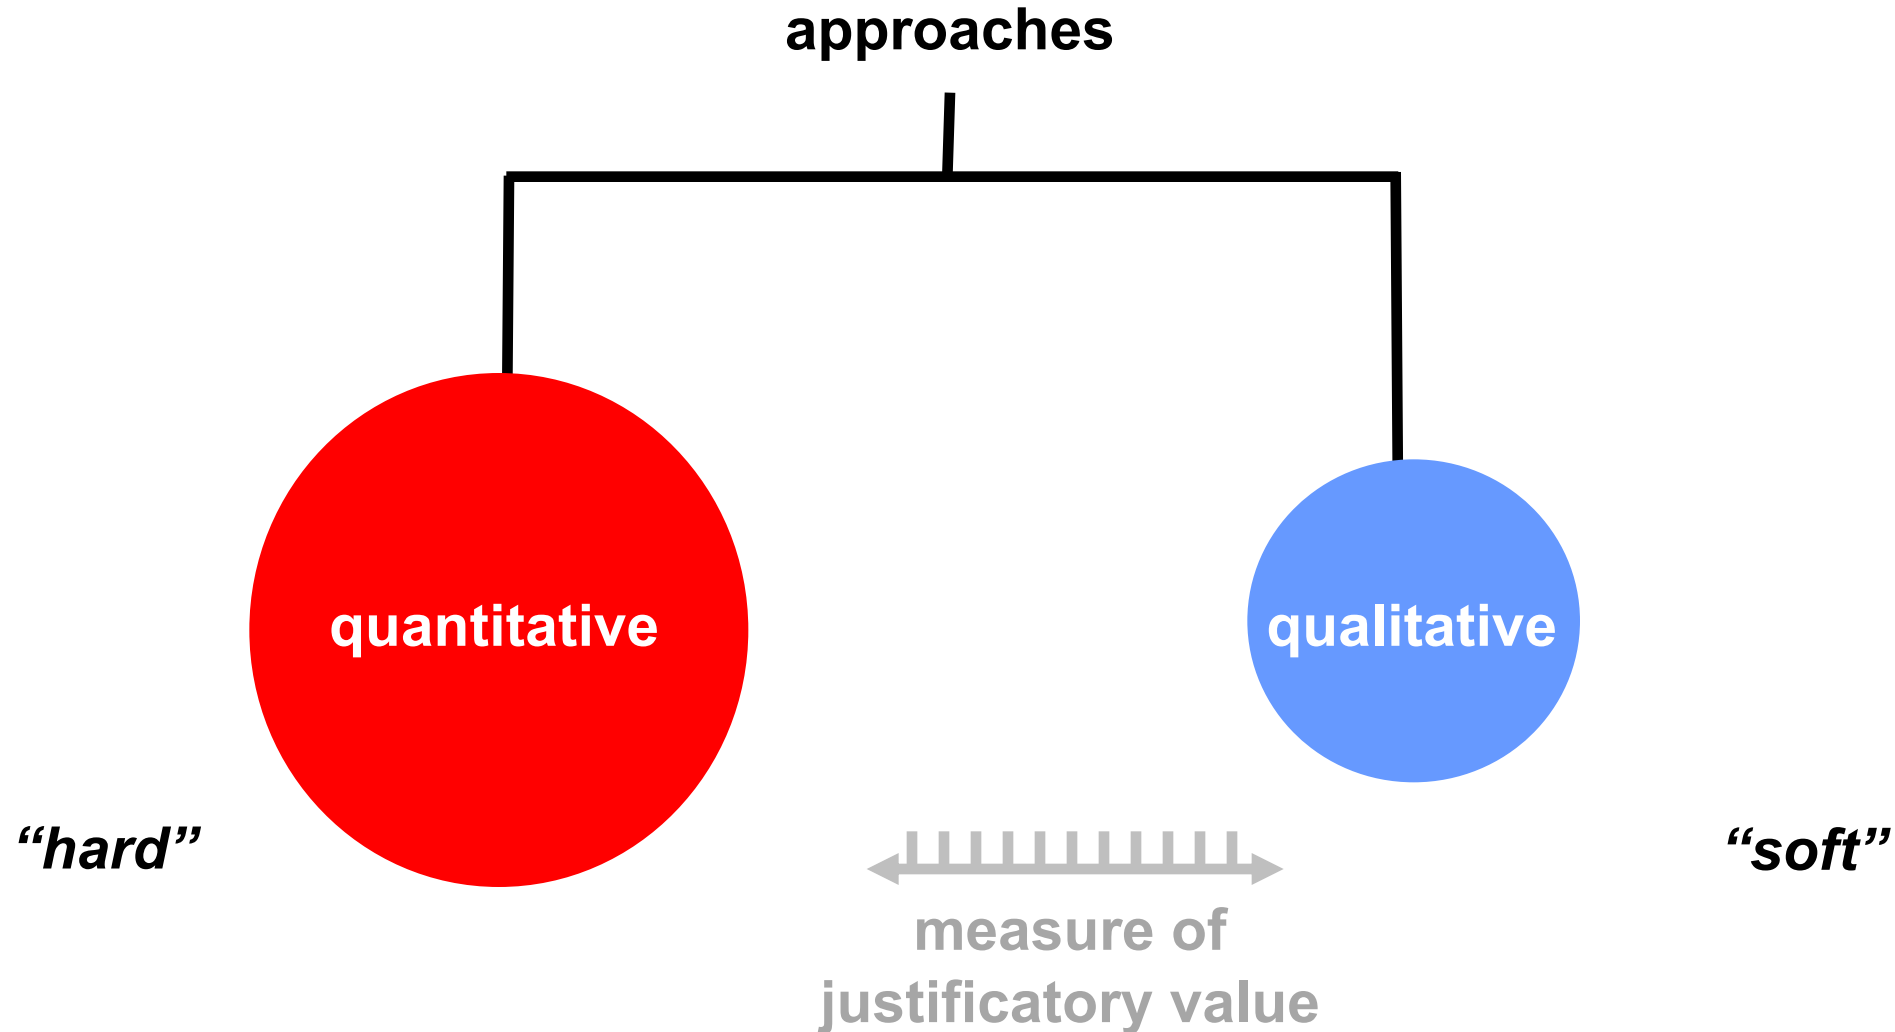 approaches
quantitative
qualitative
“hard”
“soft”
measure of
justificatory value